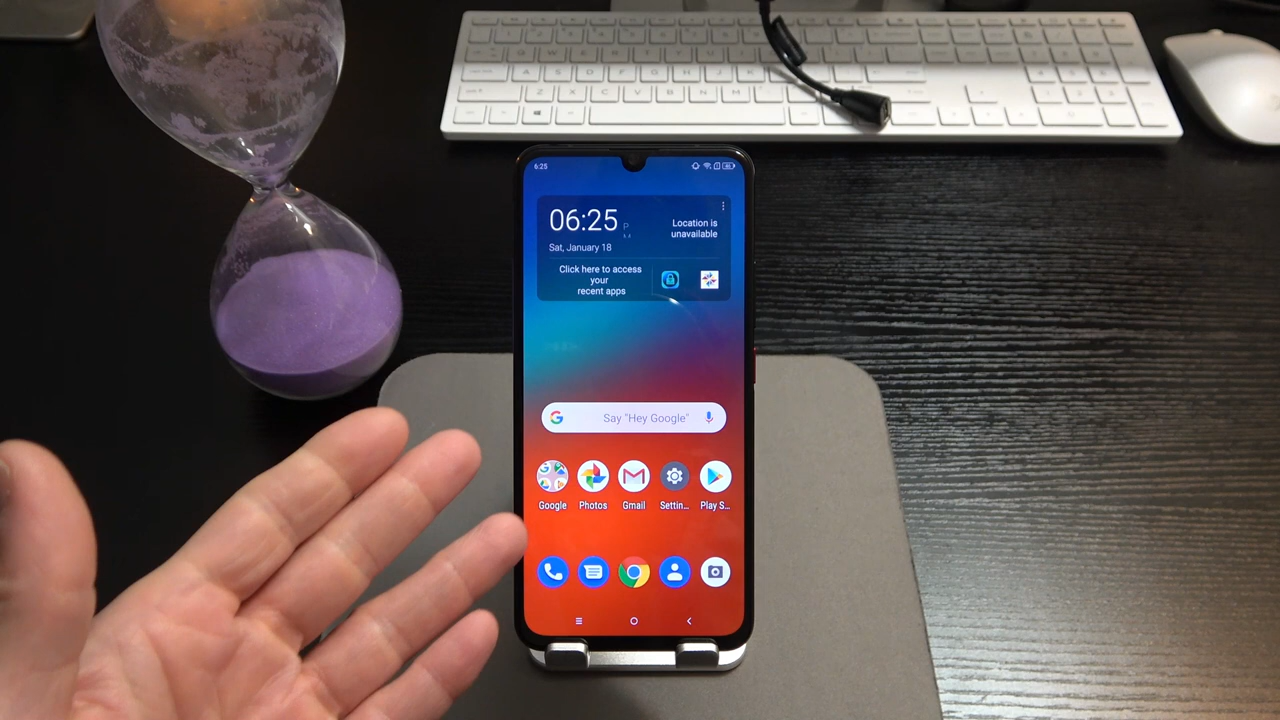 A S D F G H J K
Z X C V B N M
6:25
06:25
P
M
Location is
unavailable
Sat, January 18
Click here to access
your
recent apps
G
Say "Hey Google"
Google Photos Gmail Settin... Play S...